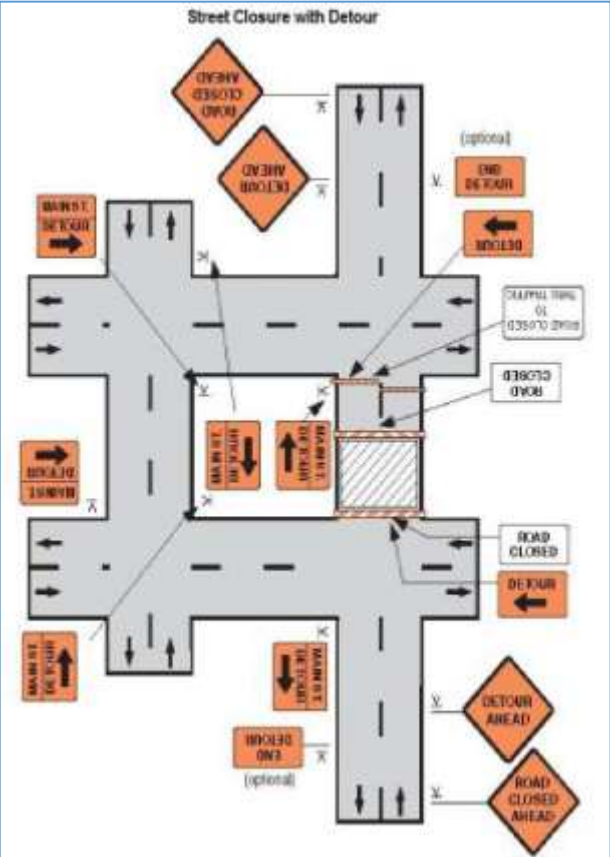 Street Closure with Detour
ROAD
CLOSED
AHEAD
DETOUR
AHEAD
(optional)
END
DETOUR
MAIN ST.
DETOUR
DETOUR
ROAD CLOSED
TO
THRU TRAFFIC
ROAD
CLOSED
MAIN ST.
DETOUR
MAIN ST.
DETOUR
MAIN ST.
DETOUR
ROAD
CLOSED
DETOUR
MAIN ST.
DETOUR
MAIN ST.
DETOUR
DETOUR
AHEAD
END
DETOUR
(optional)
ROAD
CLOSED
AHEAD